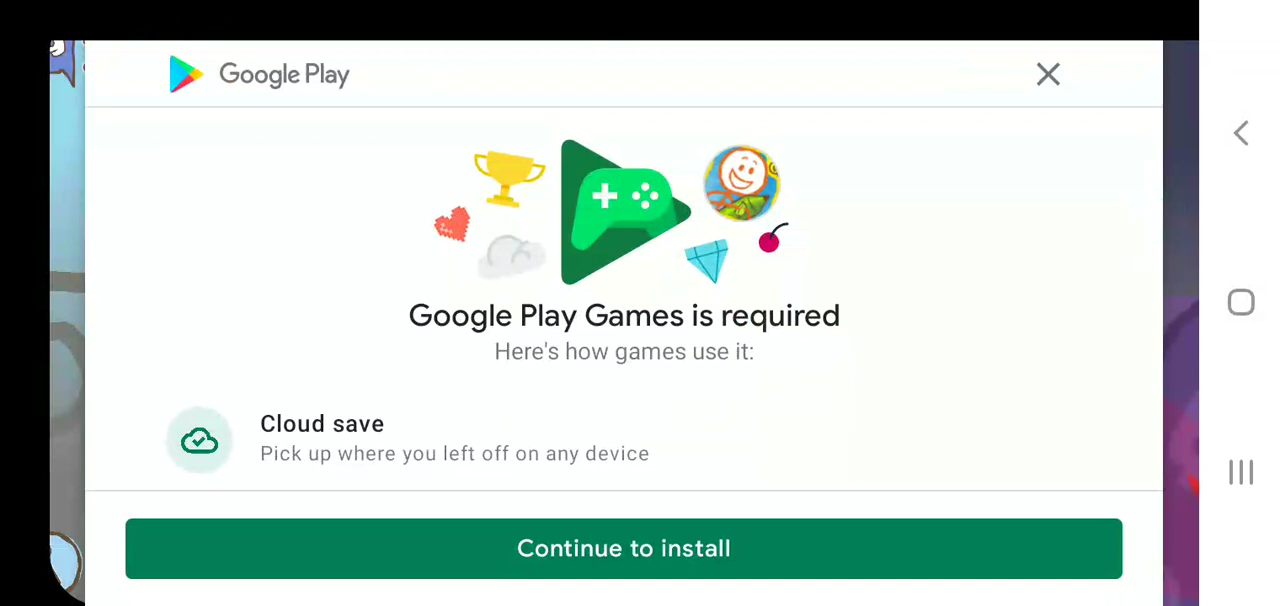 Google Play
Google Play Games is required
Here's how games use it:
Cloud save
Pick up where you left off on any device
Continue to install